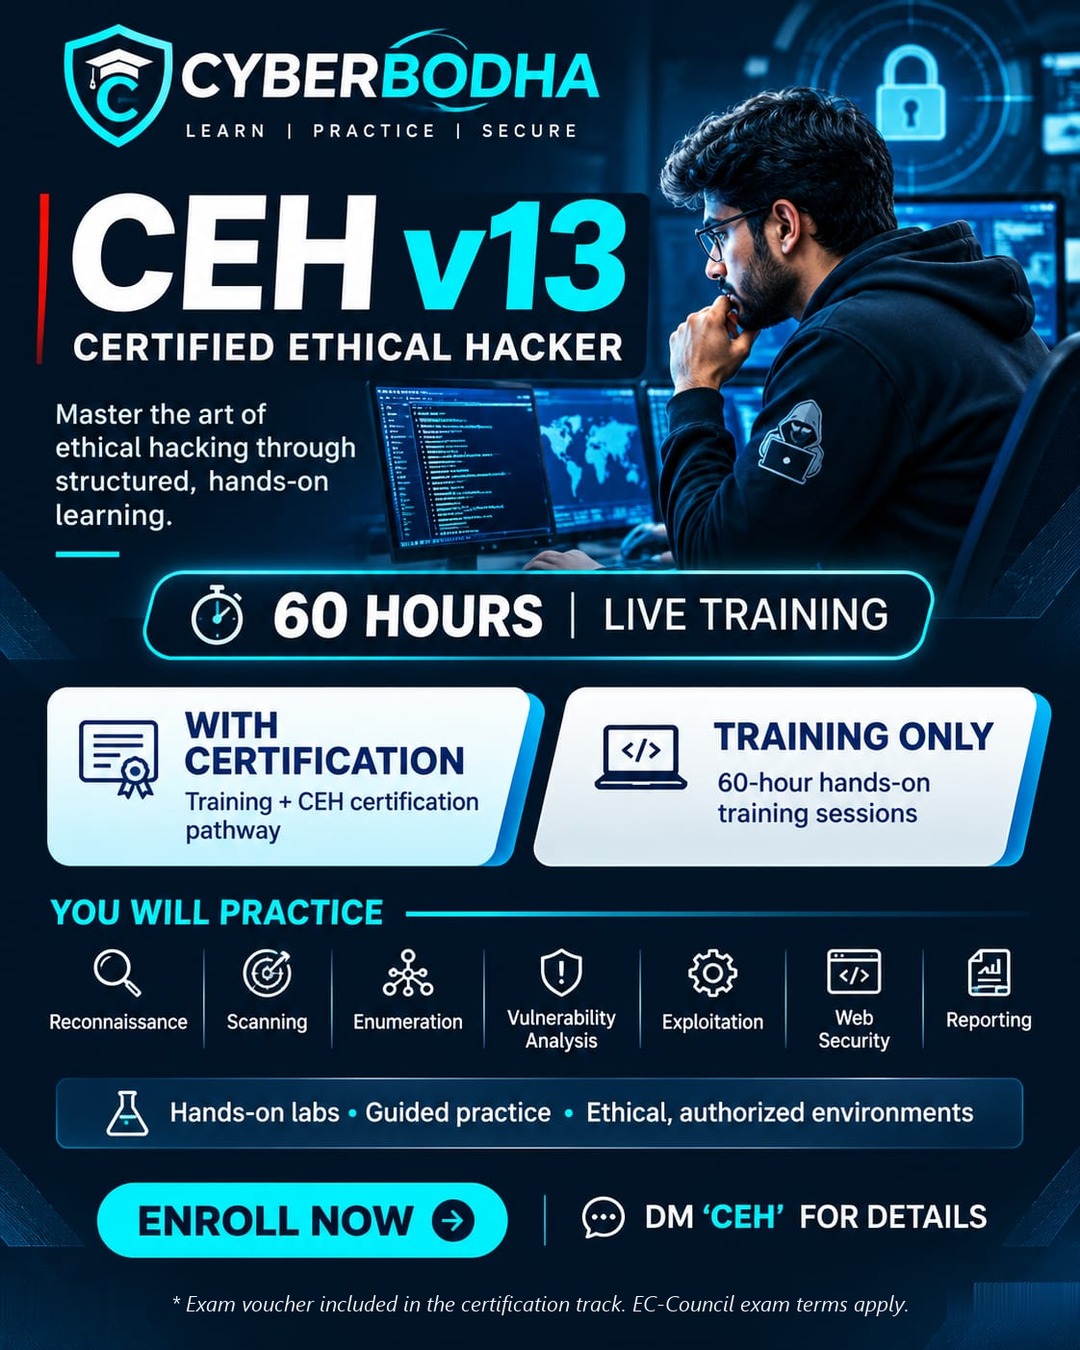 CYBERBODHA
LEARN | PRACTICE | SECURE
CEH v13
CERTIFIED ETHICAL HACKER
Master the art of
ethical hacking through
structured, hands-on
learning.
60 HOURS | LIVE TRAINING
WITH
CERTIFICATION
Training + CEH certification
pathway
TRAINING ONLY
60-hour hands-on
training sessions
YOU WILL PRACTICE
Reconnaissance
Scanning
Enumeration
Vulnerability
Analysis
Exploitation
Web
Security
Reporting
Hands-on labs • Guided practice • Ethical, authorized environments
ENROLL NOW
DM ‘CEH’ FOR DETAILS
* Exam voucher included in the certification track. EC-Council exam terms apply.